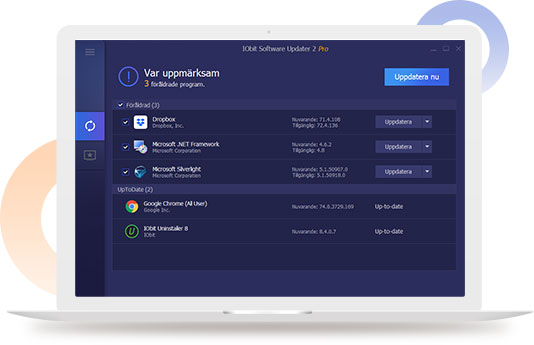 IObit Software Updater 2 Pro
Var uppmärksam
3 föråldrade program.
Uppdatera nu
Föråldrad (3)
Dropbox
Dropbox, Inc.
Nuvarande: 71.4.108
Tillgänglig: 72.4.136
Uppdatera
Microsoft .NET Framework
Microsoft Corporation
Nuvarande: 4.6.2
Tillgänglig: 4.8
Uppdatera
Microsoft Silverlight
Microsoft Corporation
Nuvarande: 5.1.50907.0
Tillgänglig: 5.1.50918.0
Uppdatera
UpToDate (2)
Google Chrome (All User)
Google Inc.
Nuvarande: 74.0.3729.169
Up-to-date
IObit Uninstaller 8
IObit
Nuvarande: 8.4.0.7
Up-to-date